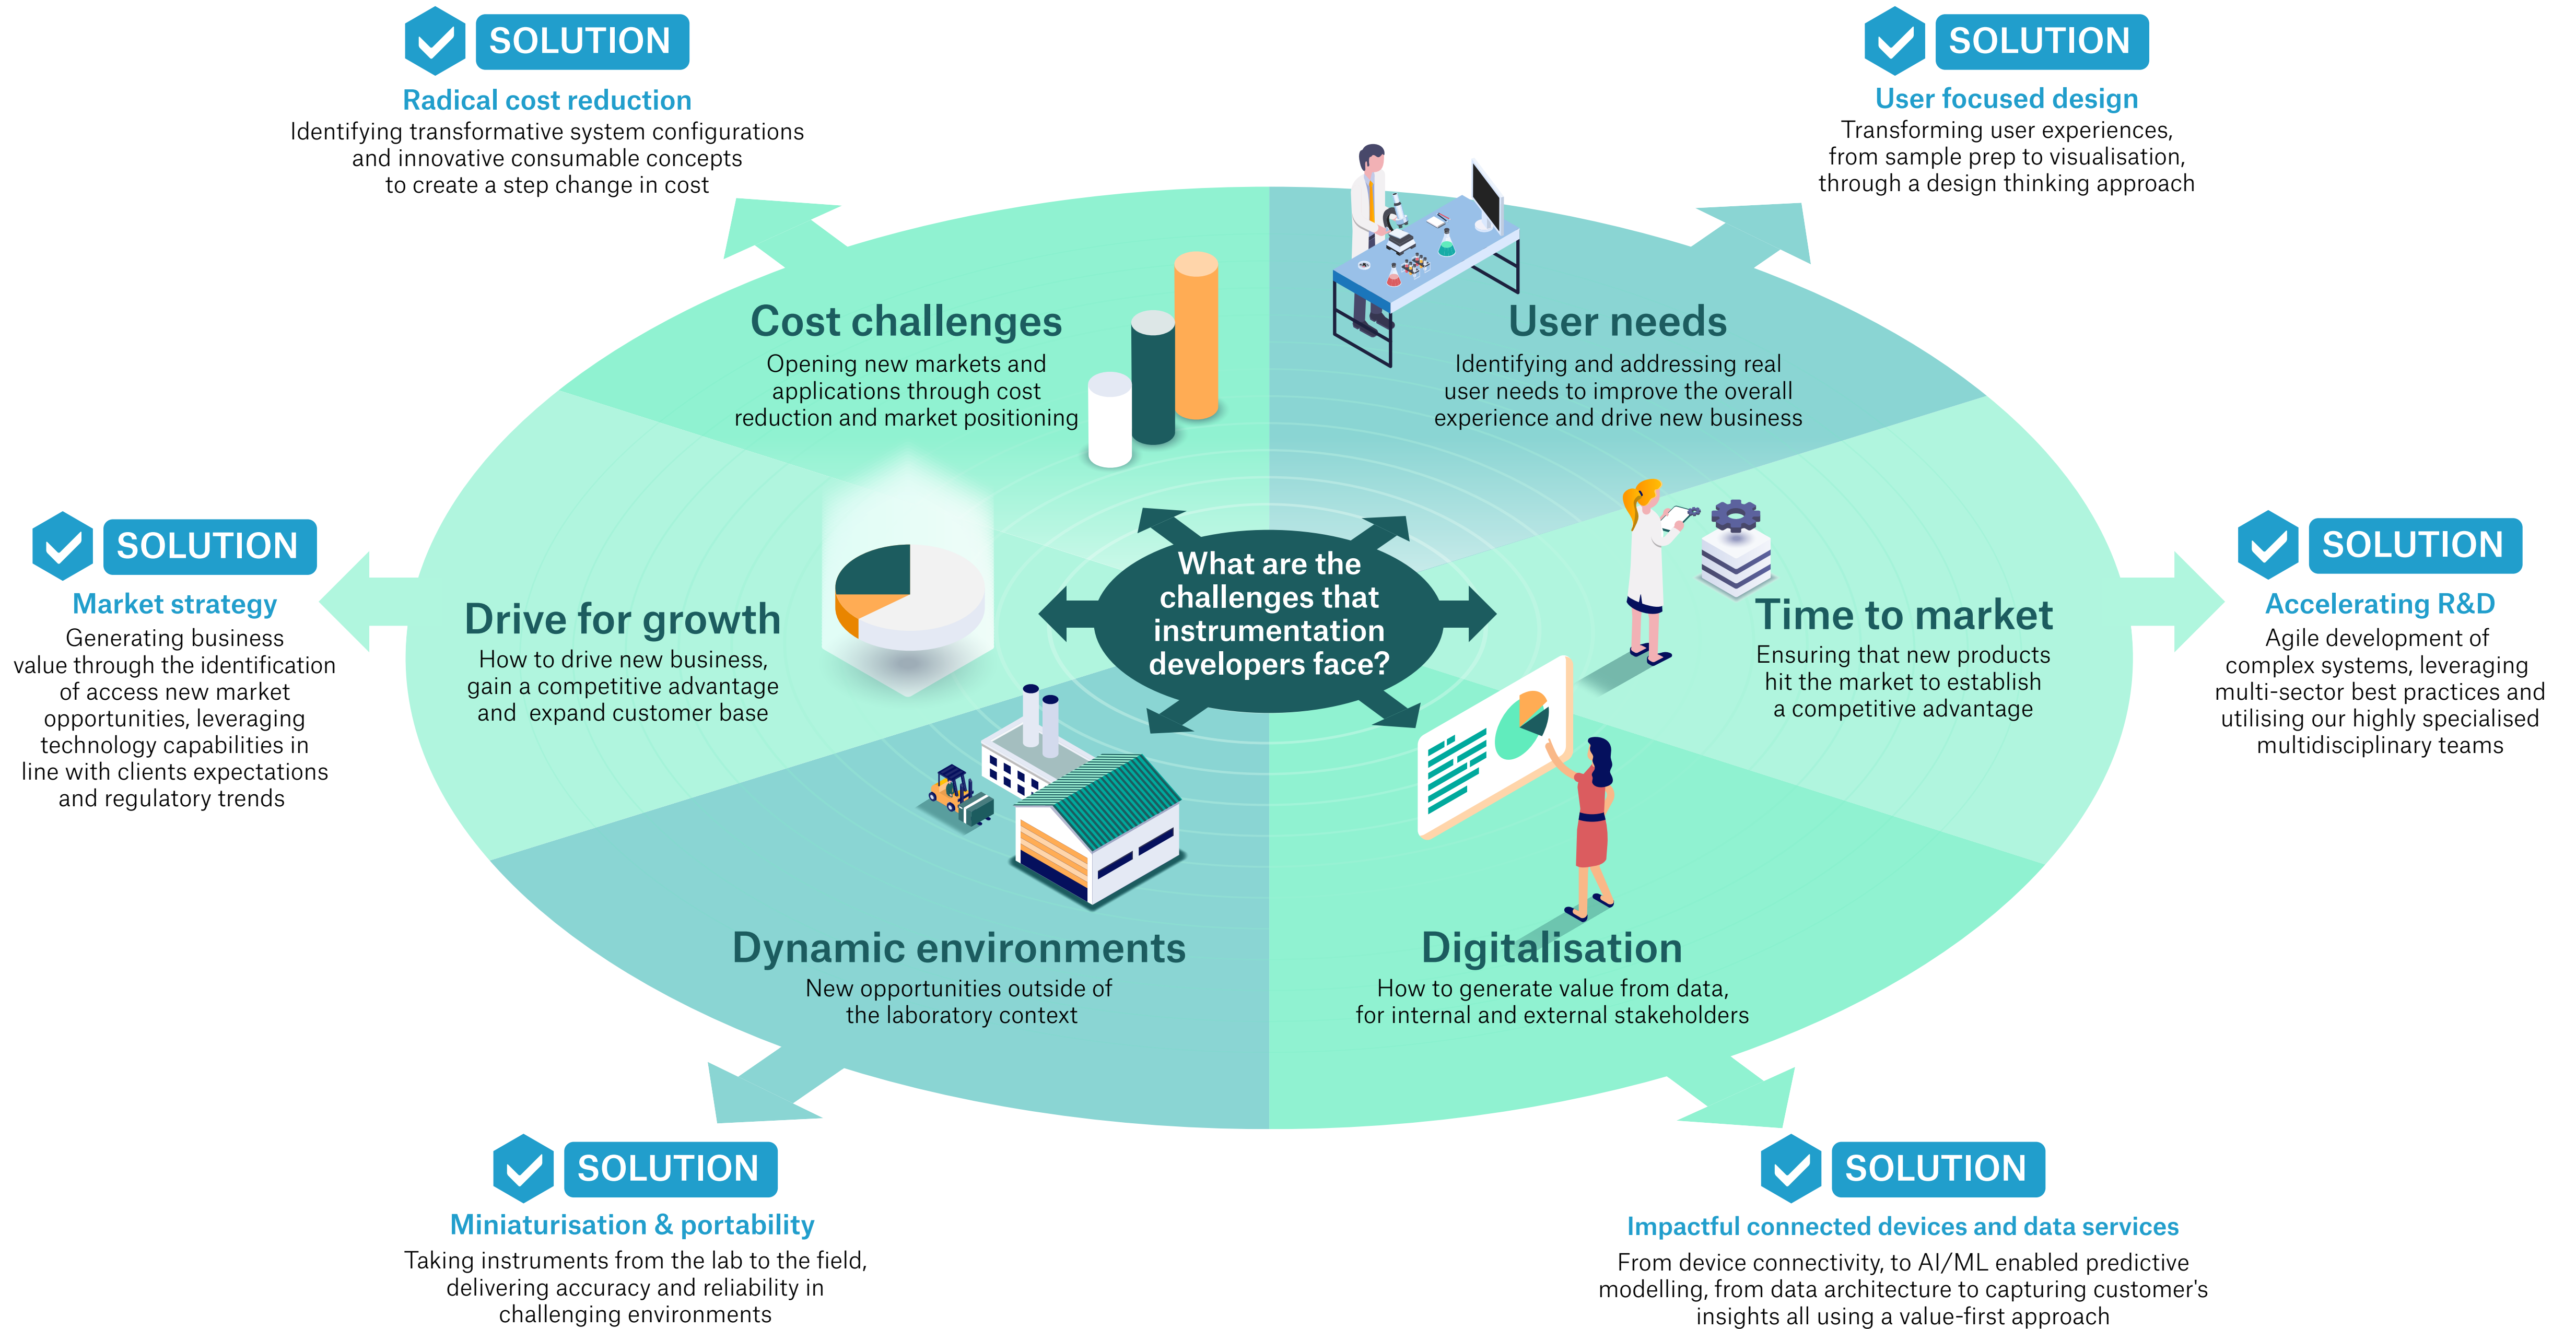 SOLUTION
Radical cost reduction
Identifying transformative system configurations
and innovative consumable concepts
to create a step change in cost
SOLUTION
User focused design
Transforming user experiences,
from sample prep to visualisation,
through a design thinking approach
Cost challenges
Opening new markets and
applications through cost
reduction and market positioning
User needs
Identifying and addressing real
user needs to improve the overall
experience and drive new business
SOLUTION
Market strategy
Generating business
value through the identification
of access new market
opportunities, leveraging
technology capabilities in
line with clients expectations
and regulatory trends
Drive for growth
How to drive new business,
gain a competitive advantage
and expand customer base
What are the
challenges that
instrumentation
developers face?
Time to market
Ensuring that new products
hit the market to establish
a competitive advantage
SOLUTION
Accelerating R&D
Agile development of
complex systems, leveraging
multi-sector best practices and
utilising our highly specialised
multidisciplinary teams
Dynamic environments
New opportunities outside of
the laboratory context
Digitalisation
How to generate value from data,
for internal and external stakeholders
SOLUTION
Miniaturisation & portability
Taking instruments from the lab to the field,
delivering accuracy and reliability in
challenging environments
SOLUTION
Impactful connected devices and data services
From device connectivity, to AI/ML enabled predictive
modelling, from data architecture to capturing customer's
insights all using a value-first approach